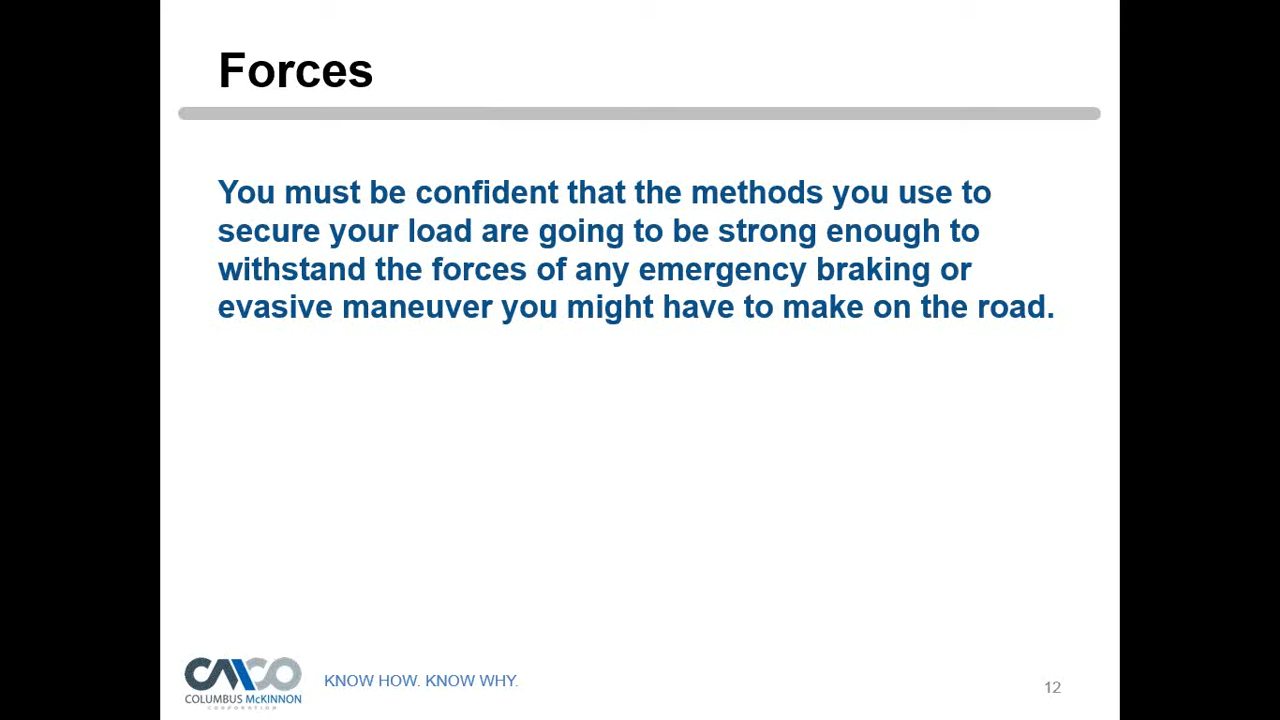 Forces
You must be confident that the methods you use to
secure your load are going to be strong enough to
withstand the forces of any emergency braking or
evasive maneuver you might have to make on the road.
CMCO
COLUMBUS McKINNON
CORPORATION
KNOW HOW. KNOW WHY.
12